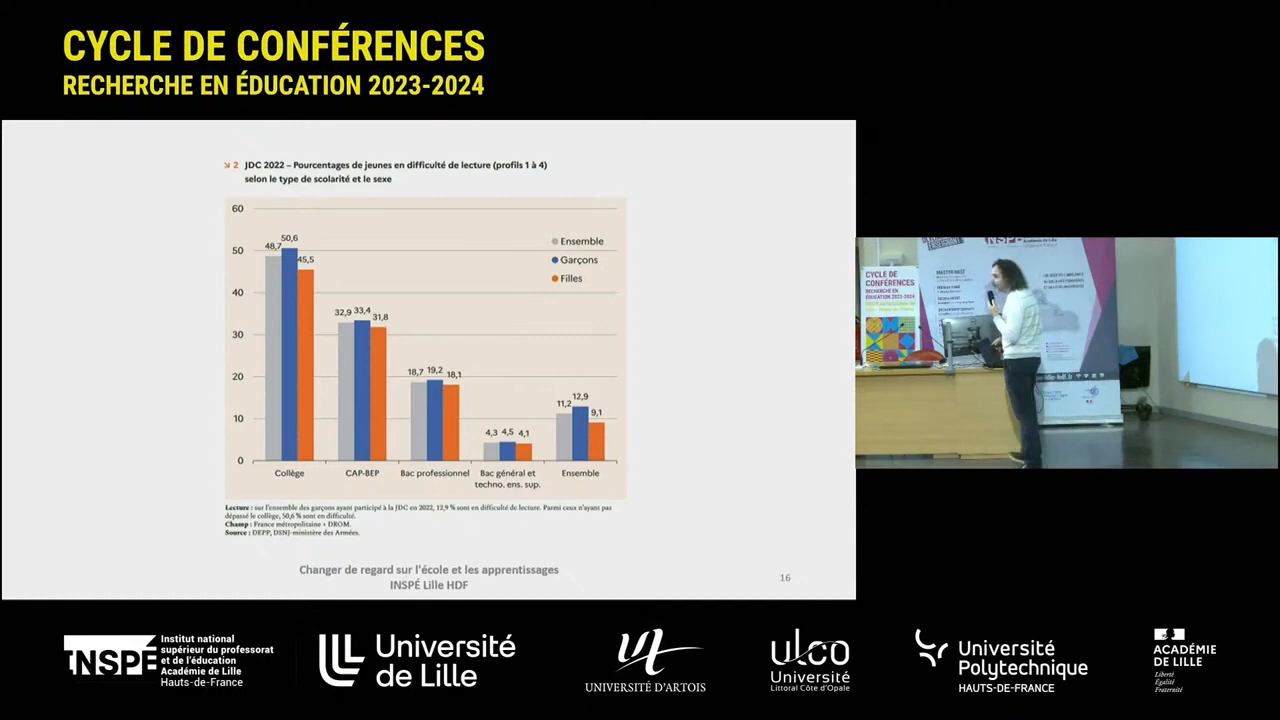 CYCLE DE CONFÉRENCES
RECHERCHE EN ÉDUCATION 2023-2024
2 JDC 2022 – Pourcentages de jeunes en difficulté de lecture (profils 1 à 4)
selon le type de scolarité et le sexe
60
50
40
30
20
10
0
Ensemble
Garçons
Filles
48,7 50,6 45,5
32,9 33,4 31,8
18,7 19,2 18,1
4,3 4,5 4,1
11,2 12,9 9,1
Collège
CAP-BEP
Bac professionnel
Bac général et
techno. ens. sup.
Ensemble
Lecture : sur l'ensemble des garçons ayant participé à la JDC en 2022, 12,9 % sont en difficulté de lecture. Parmi ceux n'ayant pas
dépassé le collège, 50,6 % sont en difficulté.
Champ : France métropolitaine + DROM.
Source : DEPP, DSNJ-ministère des Armées.
Changer de regard sur l'école et les apprentissages
INSPÉ Lille HDF
16
CYCLE DE
CONFÉRENCES
RECHERCHE EN
ÉDUCATION 2023-2024
INSPÉ
Institut national
supérieur du professorat
et de l'éducation
Académie de Lille
Hauts-de-France
Université
de Lille
UNIVERSITÉ D'ARTOIS
ulco
Université
Littoral Côte d'Opale
Université
Polytechnique
HAUTS-DE-FRANCE
ACADÉMIE
DE LILLE
Liberté
Égalité
Fraternité